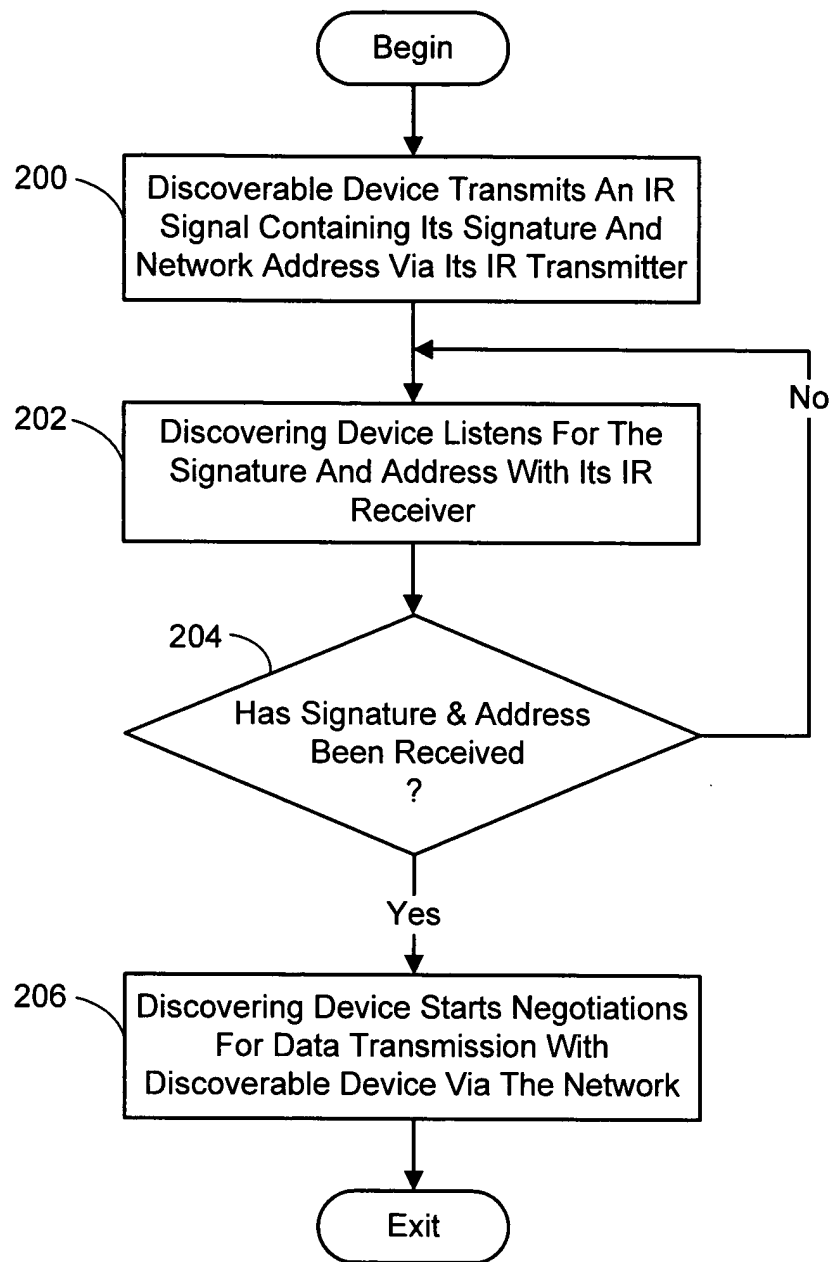 Begin
200
Discoverable Device Transmits An IR
Signal Containing Its Signature And
Network Address Via Its IR Transmitter
No
202
Discovering Device Listens For The
Signature And Address With Its IR
Receiver
204
Has Signature & Address
Been Received
?
Yes
206
Discovering Device Starts Negotiations
For Data Transmission With
Discoverable Device Via The Network
Exit